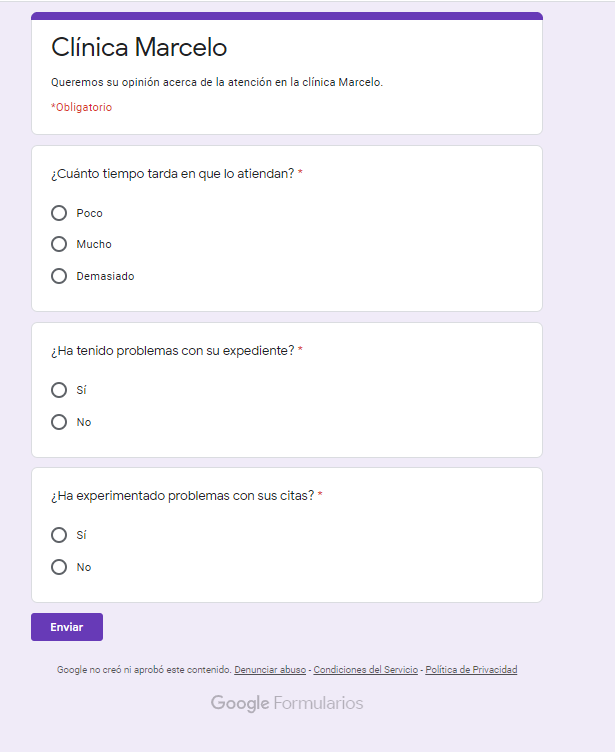 Clínica Marcelo
Queremos su opinión acerca de la atención en la clínica Marcelo.
*Obligatorio
¿Cuánto tiempo tarda en que lo atiendan? *
Poco
Mucho
Demasiado
¿Ha tenido problemas con su expediente? *
Sí
No
¿Ha experimentado problemas con sus citas? *
Sí
No
Enviar
Google no creó ni aprobó este contenido. Denunciar abuso - Condiciones del Servicio - Política de Privacidad
Google Formularios